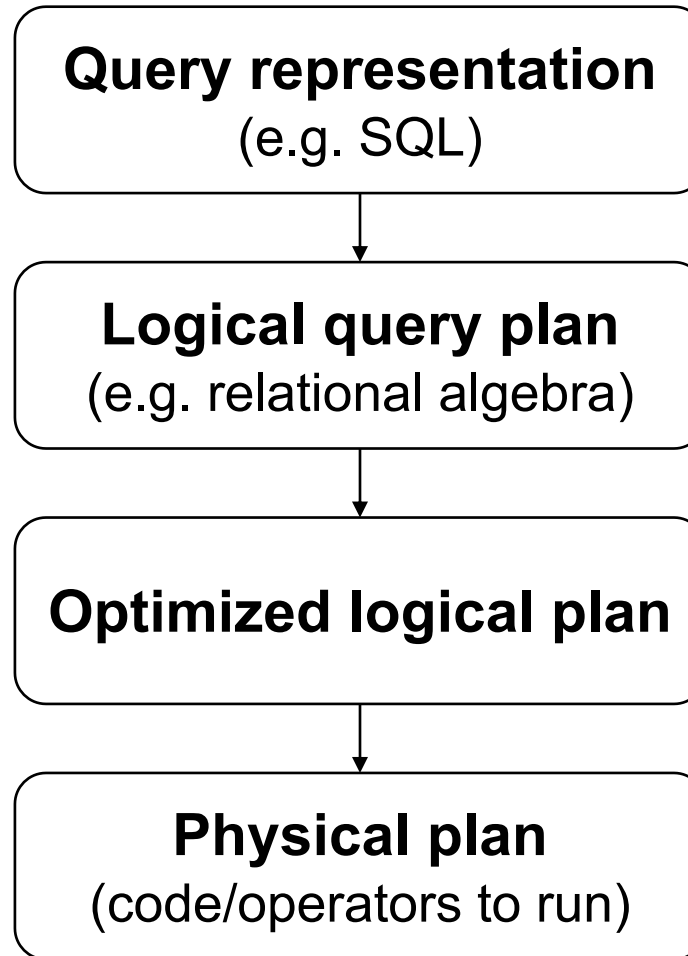 Query representation
(e.g. SQL)
Logical query plan
(e.g. relational algebra)
Optimized logical plan
Physical plan
(code/operators to run)